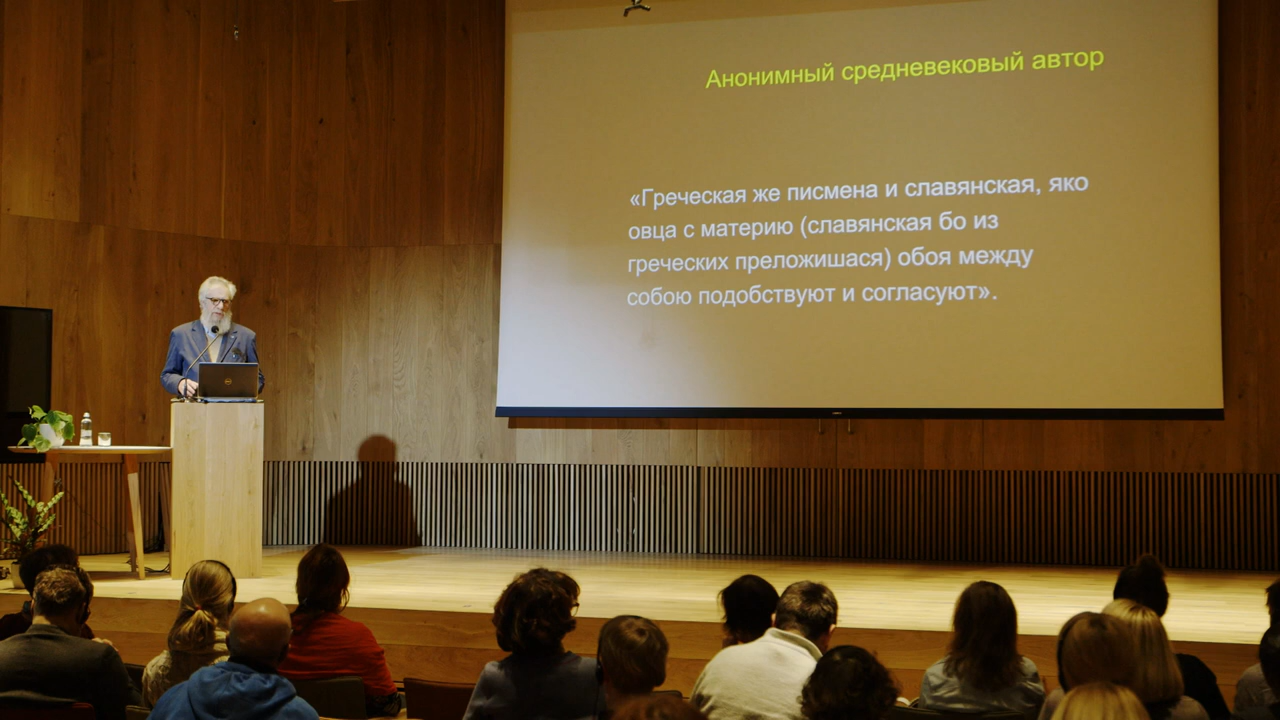 Анонимный средневековый автор
«Греческая же писмена и славянская, яко
овца с материю (славянская бо из
греческих преложишася) обоя между
собою подобствуют и согласуют».